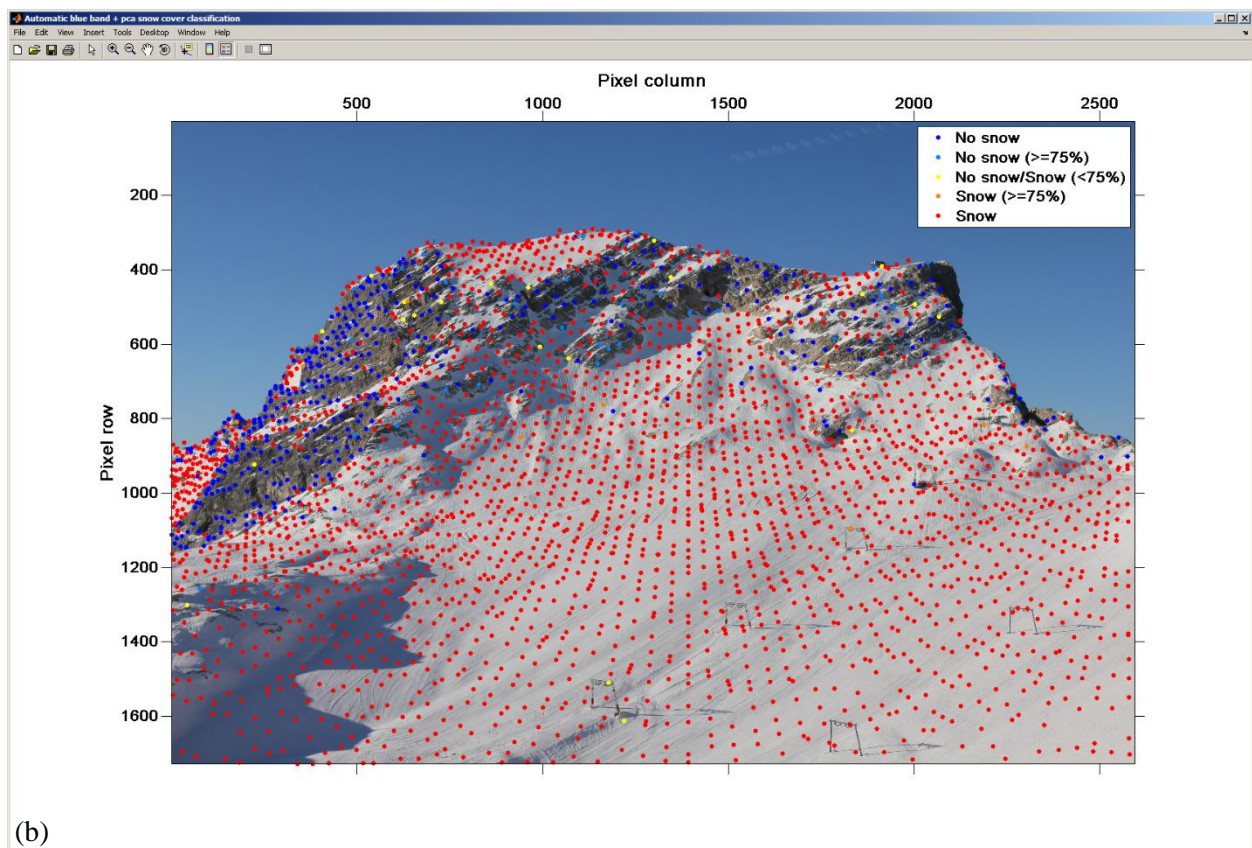 Automatic blue band + pca snow cover classification
File Edit View Insert Tools Desktop Window Help
Pixel column
500 1000 1500 2000 2500
No snow
No snow (>=75%)
No snow/Snow (<75%)
Snow (>=75%)
Snow
Pixel row
200
400
600
800
1000
1200
1400
1600
(b)